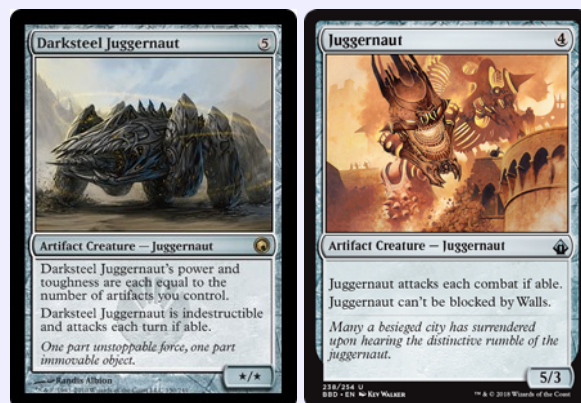 Darksteel Juggernaut 5
Artifact Creature — Juggernaut
Darksteel Juggernaut's power and
toughness are each equal to the
number of artifacts you control.
Darksteel Juggernaut is indestructible
and attacks each turn if able.
One part unstoppable force, one part
immovable object.
Randis Albion
*/*
Juggernaut 4
Artifact Creature — Juggernaut
Juggernaut attacks each combat if able.
Juggernaut can't be blocked by Walls.
Many a besieged city has surrendered
upon hearing the distinctive rumble of the
juggernaut.
5/3
238/254 U
BBD • EN Kev Walker
™ & © 2018 Wizards of the Coast